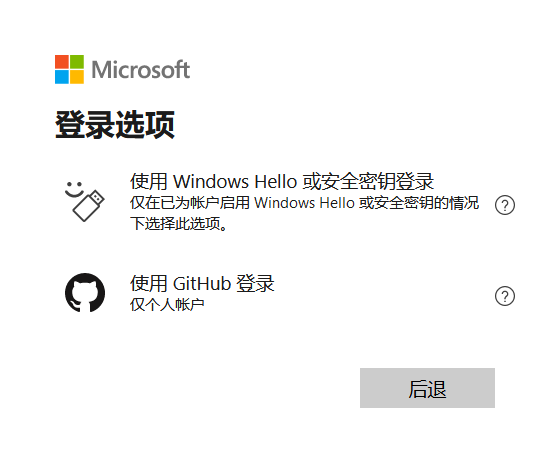 Microsoft
登录选项
使用 Windows Hello 或安全密钥登录
仅在已为帐户启用 Windows Hello 或安全密钥的情况
下选择此选项。
?
使用 GitHub 登录
仅个人帐户
?
后退